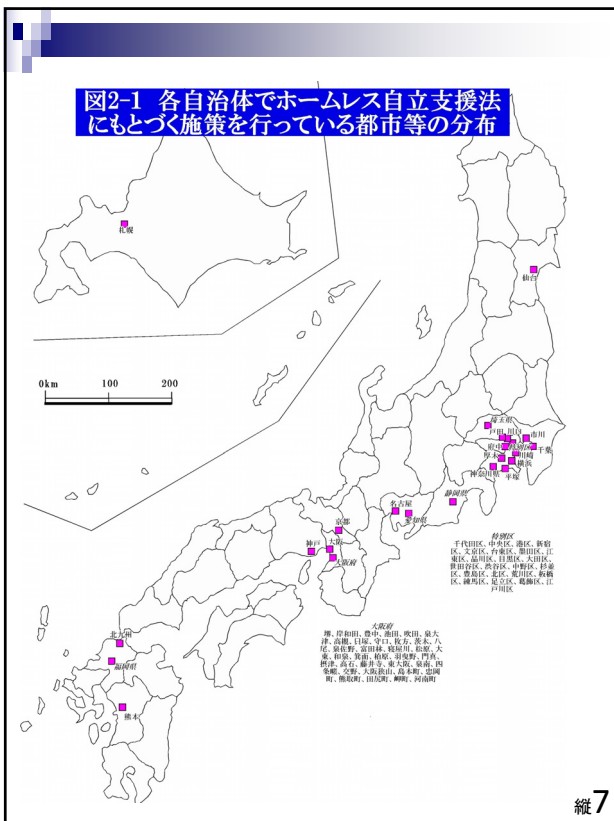 図2-1 各自治体でホームレス自立支援法
にもとづく施策を行っている都市等の分布
札幌
仙台
0km 100 200
埼玉県
戸田 川口
市川
府中 特別区
千葉
厚木 川崎
横浜
神奈川県
平塚
静岡県
名古屋
愛知県
京都
神戸 大阪
大阪府
特別区
千代田区、中央区、港区、新宿
区、文京区、台東区、墨田区、江
東区、品川区、目黒区、大田区、
世田谷区、渋谷区、中野区、杉並
区、豊島区、北区、荒川区、板橋
区、練馬区、足立区、葛飾区、江
戸川区
北九州
福岡県
熊本
大阪府
堺、岸和田、豊中、池田、吹田、泉大
津、高槻、貝塚、守口、枚方、茨木、八
尾、泉佐野、富田林、寝屋川、松原、大
東、和泉、箕面、柏原、羽曳野、門真、
摂津、高石、藤井寺、東大阪、泉南、四
条畷、交野、大阪狭山、島本町、忠岡
町、熊取町、田尻町、岬町、河南町
縦7